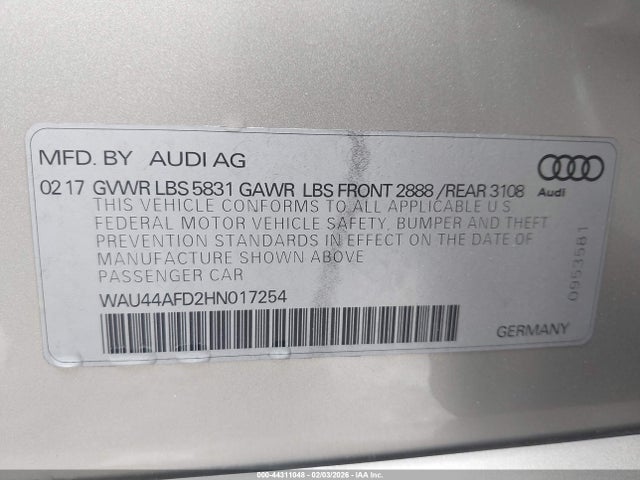 MFD. BY AUDI AG
02 17 GVWR LBS 5831 GAWR LBS FRONT 2888 /REAR 3108
THIS VEHICLE CONFORMS TO ALL APPLICABLE U S
FEDERAL MOTOR VEHICLE SAFETY, BUMPER AND THEFT
PREVENTION STANDARDS IN EFFECT ON THE DATE OF
MANUFACTURE SHOWN ABOVE
PASSENGER CAR
WAU44AFD2HN017254
Audi
0953581
GERMANY
000-44311048 - 02/03/2026 - IAAI.COM